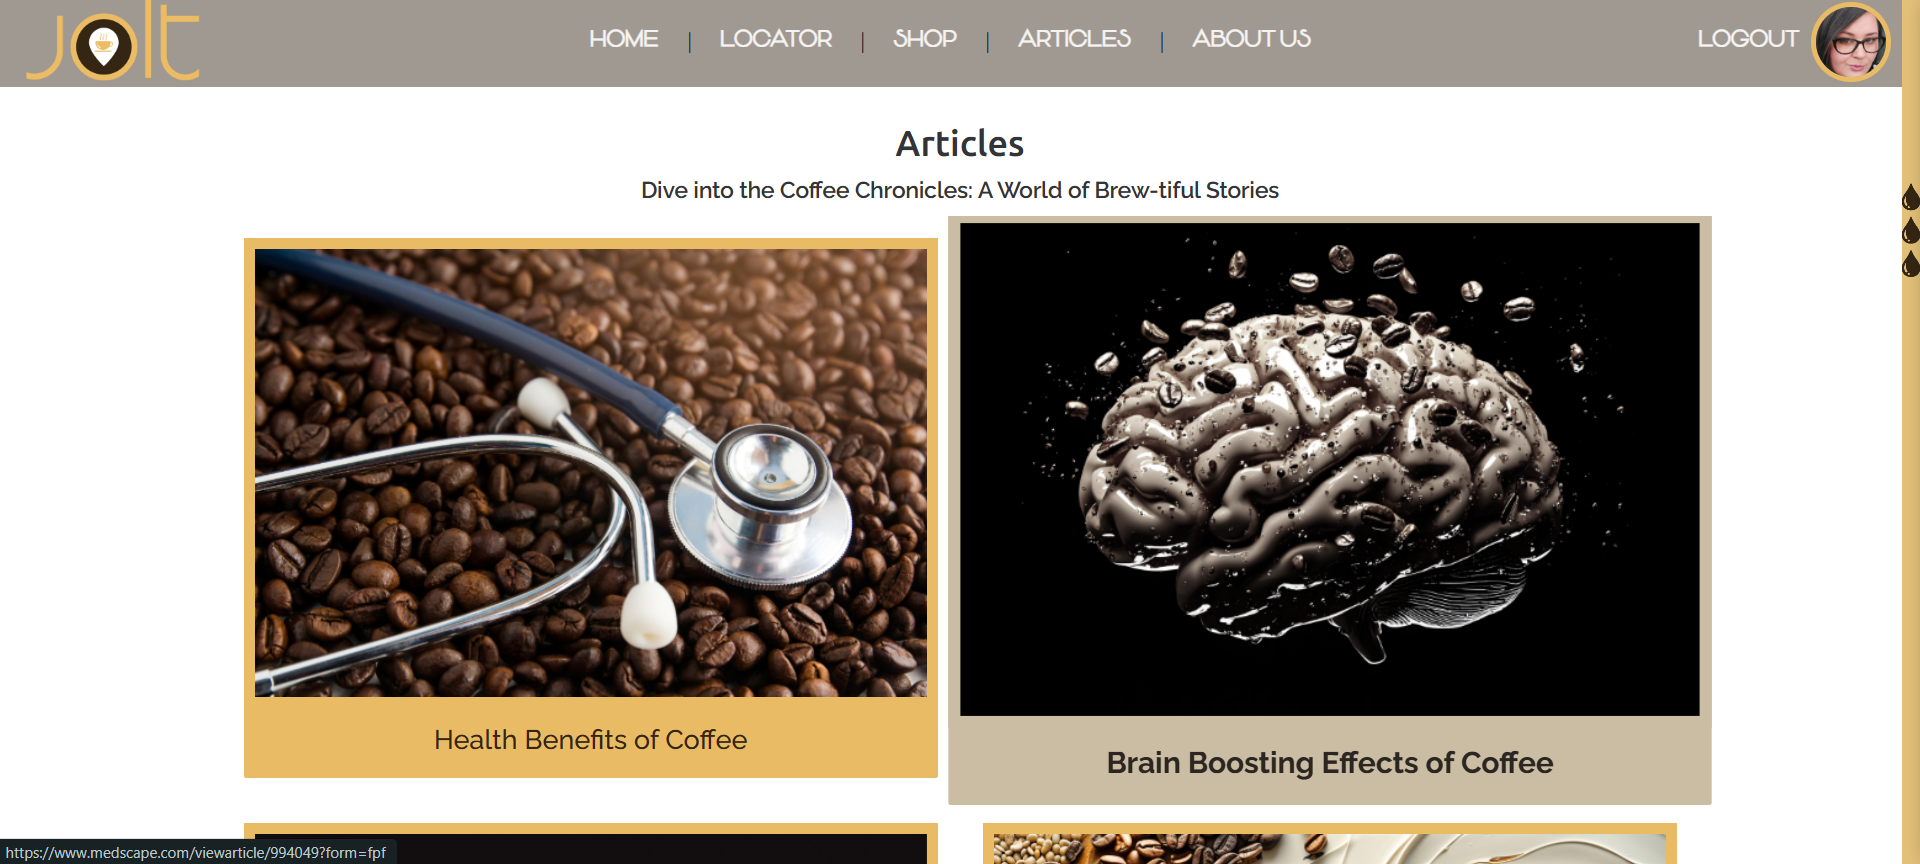 jolt
HOME | LOCATOR | SHOP | ARTICLES | ABOUT US
LOGOUT
Articles
Dive into the Coffee Chronicles: A World of Brew-tiful Stories
Health Benefits of Coffee
Brain Boosting Effects of Coffee
https://www.medscape.com/viewarticle/994049?form=fpf